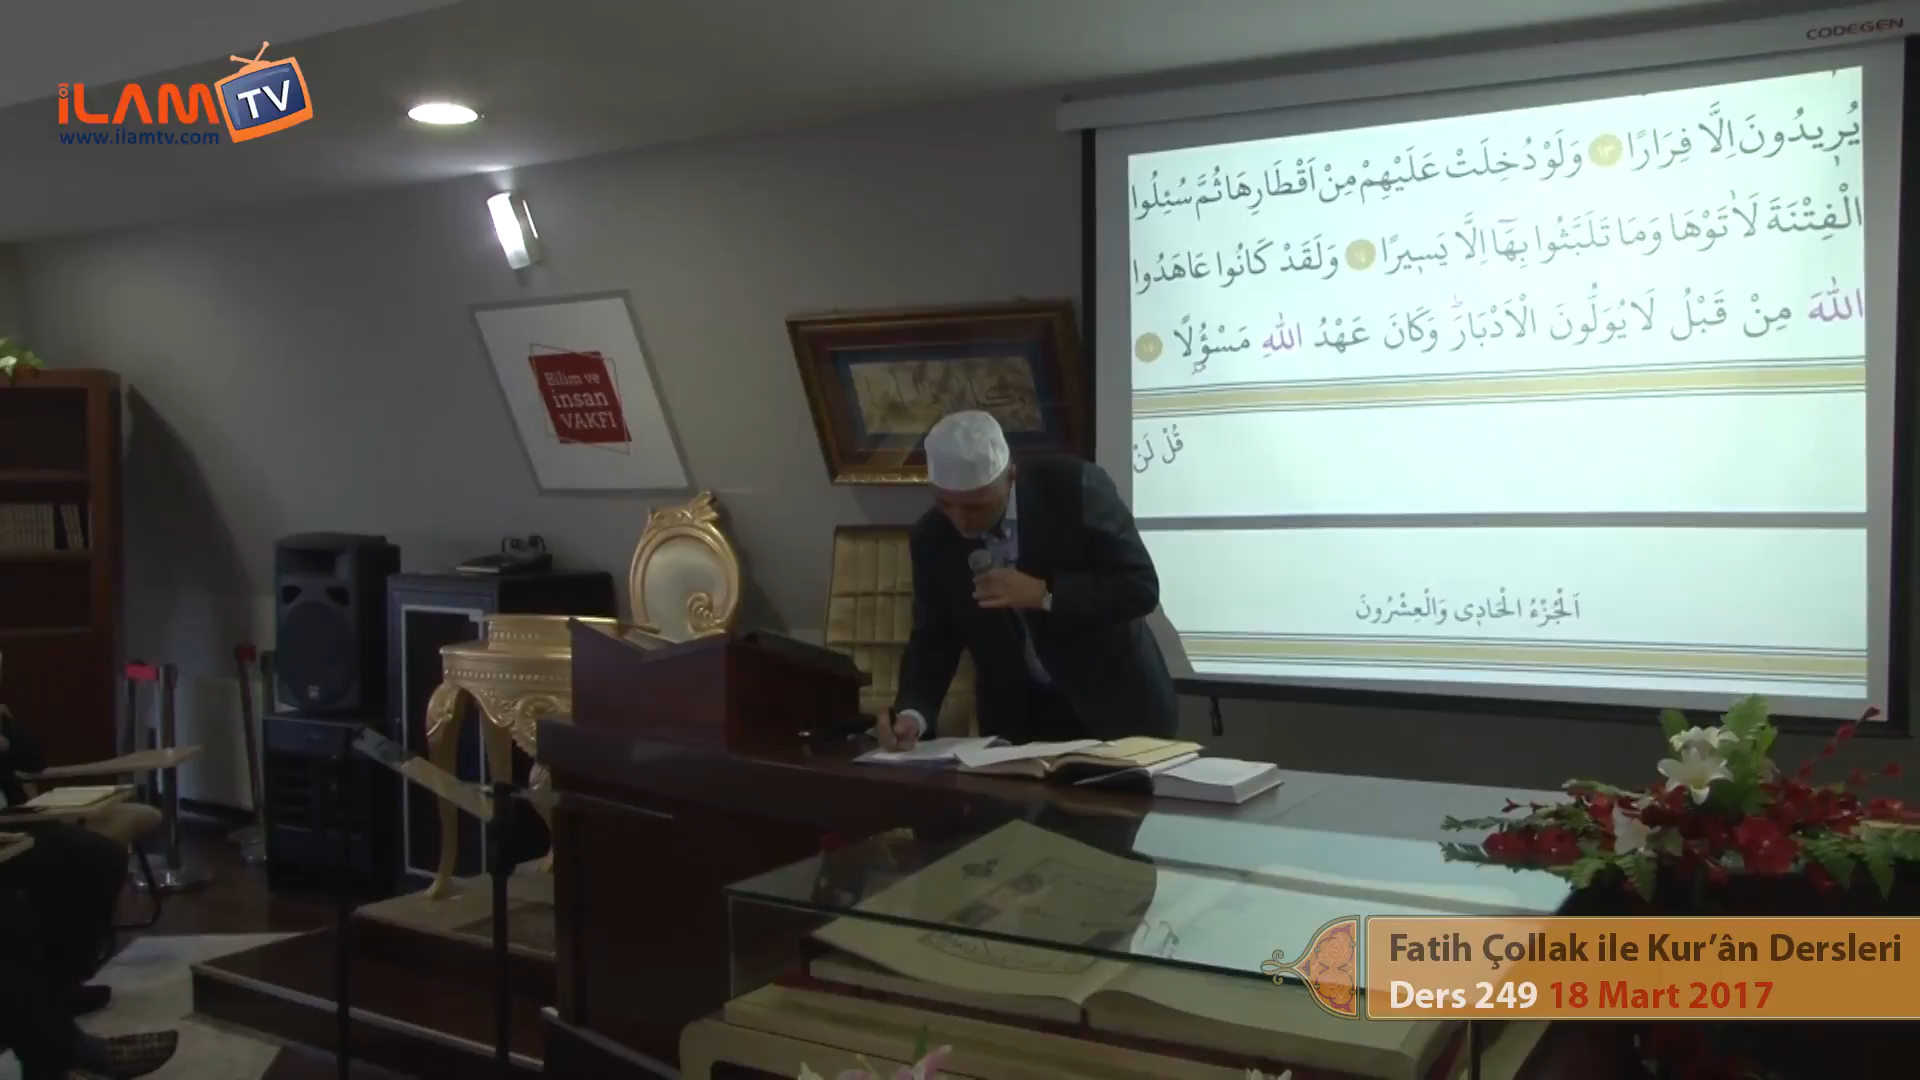 iLAM TV
www.ilamtv.com
CODEGEN
يُرِيدُونَ اِلَّا فِرَارًا ﴿١٣﴾ وَلَوْ دُخِلَتْ عَلَيْهِمْ مِنْ اَقْطَارِهَا ثُمَّ سُئِلُوا
الْفِتْنَةَ لَاٰتَوْهَا وَمَا تَلَبَّثُوا بِهَٓا اِلَّا يَسٖيرًا ﴿١٤﴾ وَلَقَدْ كَانُوا عَاهَدُوا
اللّٰهَ مِنْ قَبْلُ لَا يُوَلُّونَ الْاَدْبَارَؕ وَكَانَ عَهْدُ اللّٰهِ مَسْؤُلًا ﴿١٥﴾
قُلْ لَنْ
اَلْجُزْءُ الْحَادٖى وَالْعِشْرُونَ
Bilim ve
insan
VAKFI
Fatih Çollak ile Kur’ân Dersleri
Ders 249 18 Mart 2017